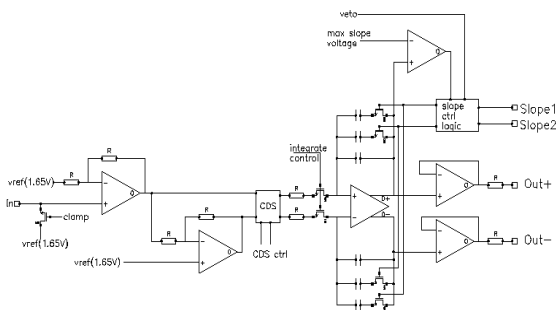 veto
max slope
voltage
-
+
O
slope
ctrl
logic
Slope1
Slope2
integrate
control
R
vref(1.65V)
R
-
+
O
in
clamp
vref(1.65V)
R
R
-
+
O
vref(1.65V)
CDS
CDS ctrl
R
R
+
-
O+
O-
-
+
O
R
Out+
-
+
O
R
Out-